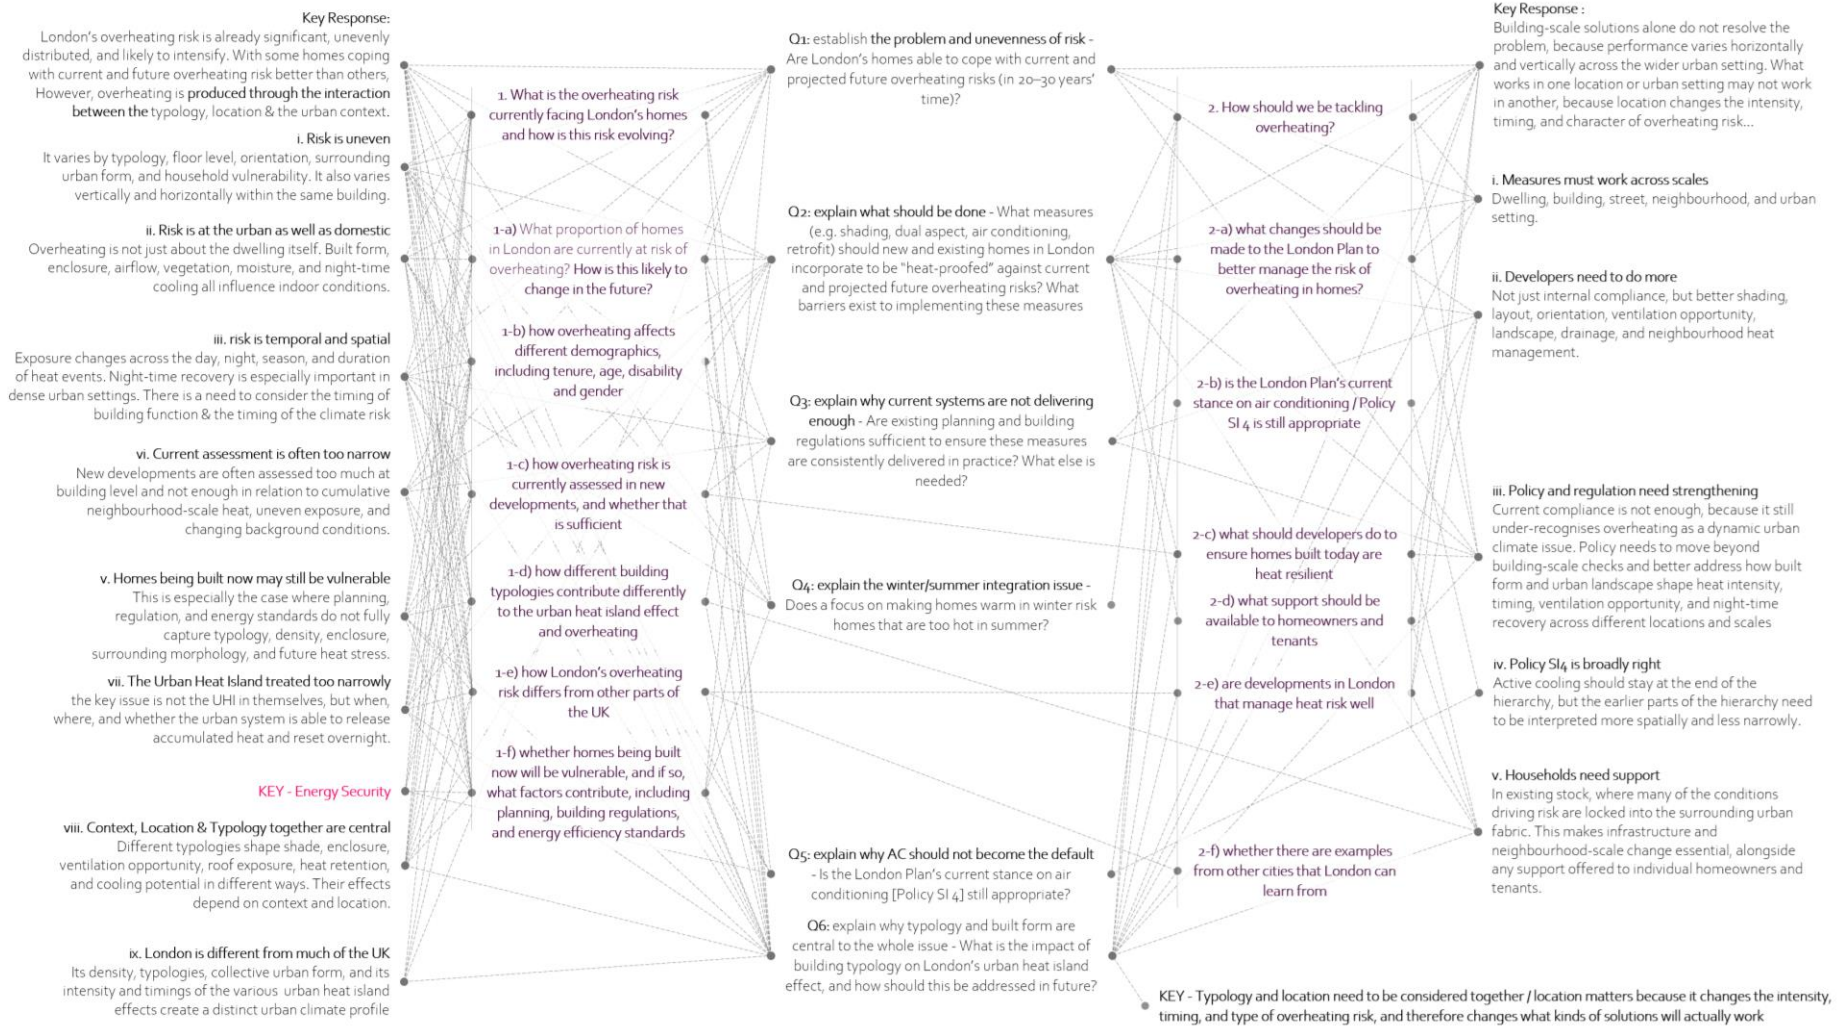 Key Response:
London's overheating risk is already significant, unevenly
distributed, and likely to intensify. With some homes coping
with current and future overheating risk better than others,
However, overheating is produced through the interaction
between the typology, location & the urban context.
i. Risk is uneven
It varies by typology, floor level, orientation, surrounding
urban form, and household vulnerability. It also varies
vertically and horizontally within the same building.
ii. Risk is at the urban as well as domestic
Overheating is not just about the dwelling itself. Built form,
enclosure, airflow, vegetation, moisture, and night-time
cooling all influence indoor conditions.
iii. risk is temporal and spatial
Exposure changes across the day, night, season, and duration
of heat events. Night-time recovery is especially important in
dense urban settings. There is a need to consider the timing of
building function & the timing of the climate risk
vi. Current assessment is often too narrow
New developments are often assessed too much at
building level and not enough in relation to cumulative
neighbourhood-scale heat, uneven exposure, and
changing background conditions.
v. Homes being built now may still be vulnerable
This is especially the case where planning,
regulation, and energy standards do not fully
capture typology, density, enclosure,
surrounding morphology, and future heat stress.
vii. The Urban Heat Island treated too narrowly
the key issue is not the UHI in themselves, but when,
where, and whether the urban system is able to release
accumulated heat and reset overnight.
KEY - Energy Security
viii. Context, Location & Typology together are central
Different typologies shape shade, enclosure,
ventilation opportunity, roof exposure, heat retention,
and cooling potential in different ways. Their effects
depend on context and location.
ix. London is different from much of the UK
Its density, typologies, collective urban form, and its
intensity and timings of the various urban heat island
effects create a distinct urban climate profile
1. What is the overheating risk
currently facing London's homes
and how is this risk evolving?
1-a) What proportion of homes
in London are currently at risk of
overheating? How is this likely to
change in the future?
1-b) how overheating affects
different demographics,
including tenure, age, disability
and gender
1-c) how overheating risk is
currently assessed in new
developments, and whether that
is sufficient
1-d) how different building
typologies contribute differently
to the urban heat island effect
and overheating
1-e) how London's overheating
risk differs from other parts of
the UK
1-f) whether homes being built
now will be vulnerable, and if so,
what factors contribute, including
planning, building regulations,
and energy efficiency standards
Q1: establish the problem and unevenness of risk -
Are London's homes able to cope with current and
projected future overheating risks (in 20–30 years'
time)?
Q2: explain what should be done - What measures
(e.g. shading, dual aspect, air conditioning,
retrofit) should new and existing homes in London
incorporate to be "heat-proofed" against current
and projected future overheating risks? What
barriers exist to implementing these measures
Q3: explain why current systems are not delivering
enough - Are existing planning and building
regulations sufficient to ensure these measures
are consistently delivered in practice? What else is
needed?
Q4: explain the winter/summer integration issue -
Does a focus on making homes warm in winter risk
homes that are too hot in summer?
Q5: explain why AC should not become the default
- Is the London Plan's current stance on air
conditioning [Policy SI 4] still appropriate?
Q6: explain why typology and built form are
central to the whole issue - What is the impact of
building typology on London's urban heat island
effect, and how should this be addressed in future?
2. How should we be tackling
overheating?
2-a) what changes should be
made to the London Plan to
better manage the risk of
overheating in homes?
2-b) is the London Plan's current
stance on air conditioning / Policy
SI 4 is still appropriate
2-c) what should developers do to
ensure homes built today are
heat resilient
2-d) what support should be
available to homeowners and
tenants
2-e) are developments in London
that manage heat risk well
2-f) whether there are examples
from other cities that London can
learn from
Key Response :
Building-scale solutions alone do not resolve the
problem, because performance varies horizontally
and vertically across the wider urban setting. What
works in one location or urban setting may not work
in another, because location changes the intensity,
timing, and character of overheating risk...
i. Measures must work across scales
Dwelling, building, street, neighbourhood, and urban
setting.
ii. Developers need to do more
Not just internal compliance, but better shading,
layout, orientation, ventilation opportunity,
landscape, drainage, and neighbourhood heat
management.
iii. Policy and regulation need strengthening
Current compliance is not enough, because it still
under-recognises overheating as a dynamic urban
climate issue. Policy needs to move beyond
building-scale checks and better address how built
form and urban landscape shape heat intensity,
timing, ventilation opportunity, and night-time
recovery across different locations and scales
iv. Policy SI4 is broadly right
Active cooling should stay at the end of the
hierarchy, but the earlier parts of the hierarchy need
to be interpreted more spatially and less narrowly.
v. Households need support
In existing stock, where many of the conditions
driving risk are locked into the surrounding urban
fabric. This makes infrastructure and
neighbourhood-scale change essential, alongside
any support offered to individual homeowners and
tenants.
KEY - Typology and location need to be considered together / location matters because it changes the intensity,
timing, and type of overheating risk, and therefore changes what kinds of solutions will actually work